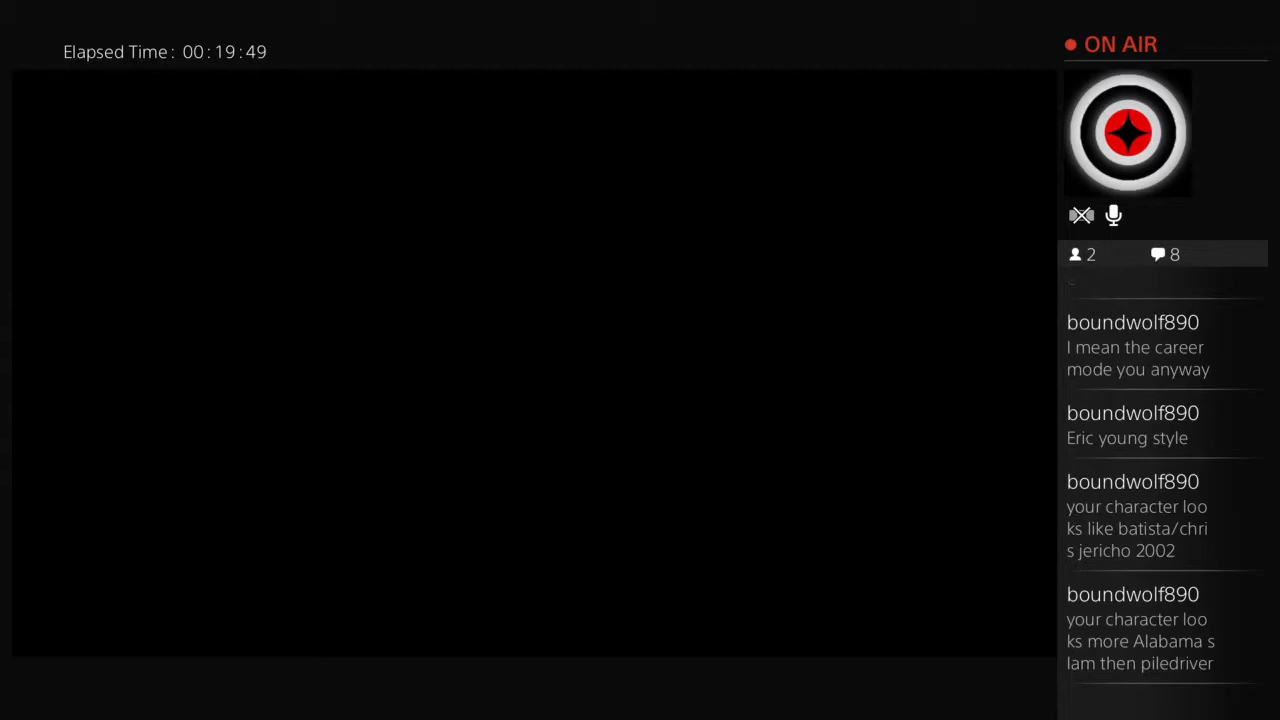 Elapsed Time: 00:19:49
ON AIR
2 8
boundwolf890
I mean the career
mode you anyway
boundwolf890
Eric young style
boundwolf890
your character loo
ks like batista/chri
s jericho 2002
boundwolf890
your character loo
ks more Alabama s
lam then piledriver